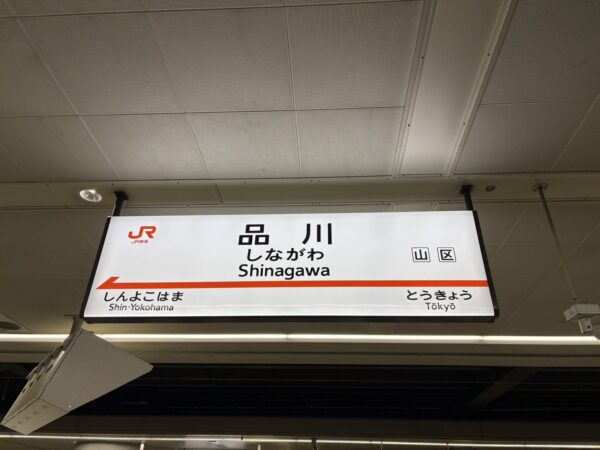 JR
JR東海
品川
しながわ
Shinagawa
山 区
しんよこはま
Shin-Yokohama
とうきょう
Tōkyō